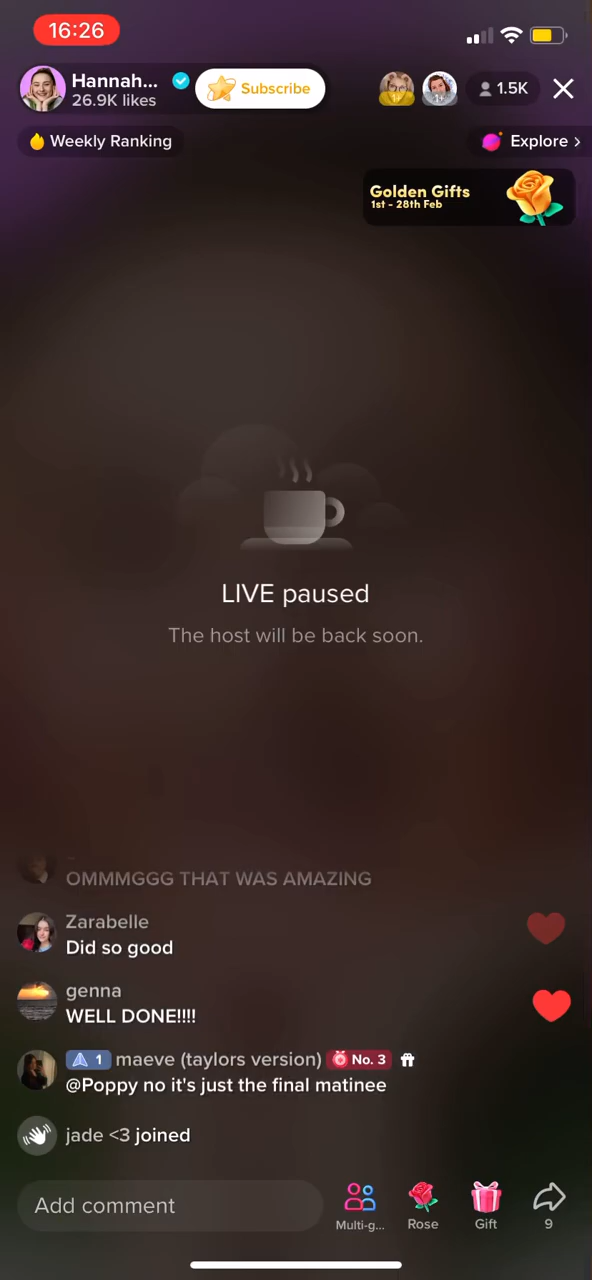 16:26
Hannah...
26.9K likes
Subscribe
1.5K
Weekly Ranking
Explore >
Golden Gifts
1st - 28th Feb
LIVE paused
The host will be back soon.
OMMMGGG THAT WAS AMAZING
Zarabelle
Did so good
genna
WELL DONE!!!!
1 maeve (taylors version) No. 3
@Poppy no it's just the final matinee
jade <3 joined
Add comment
Multi-g...
Rose
Gift
9